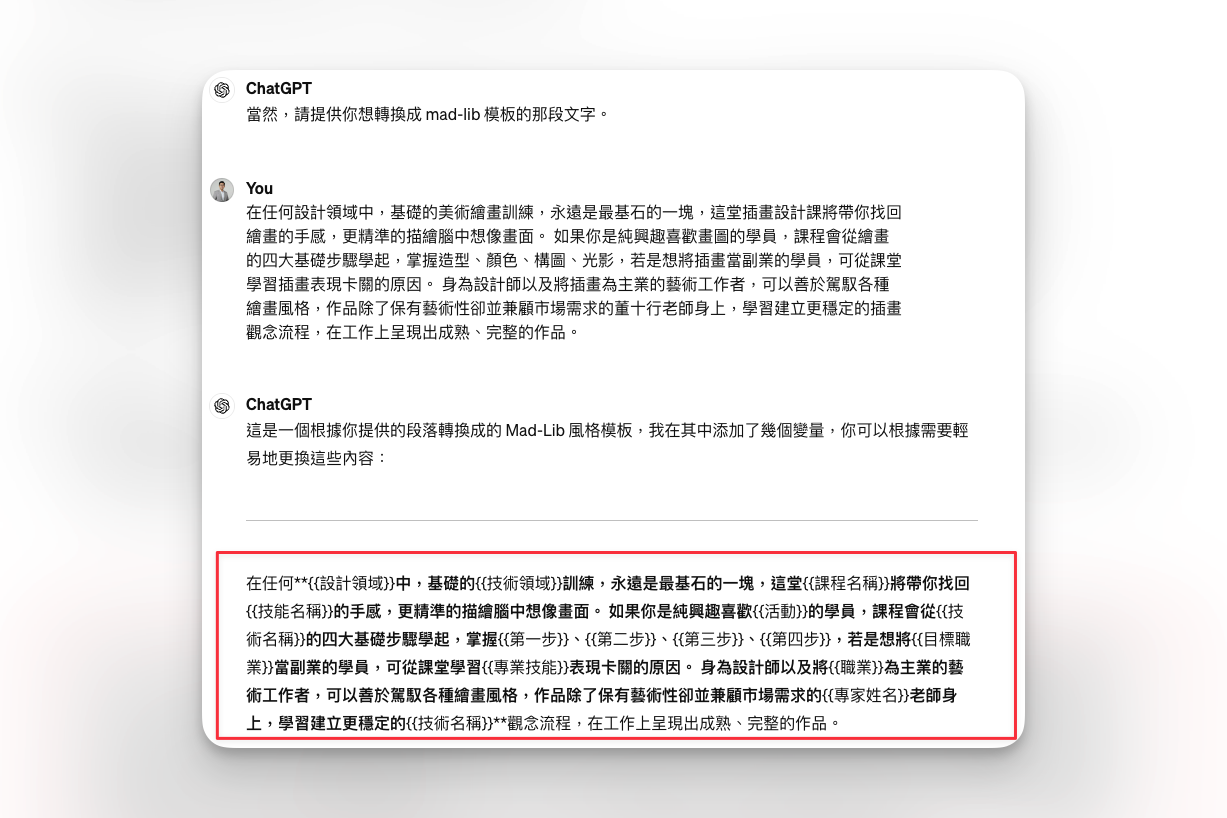 ChatGPT
當然，請提供你想轉換成 mad-lib 模板的那段文字。
You
在任何設計領域中，基礎的美術繪畫訓練，永遠是最基石的一塊，這堂插畫設計課將帶你找回
繪畫的手感，更精準的描繪腦中想像畫面。 如果你是純興趣喜歡畫圖的學員，課程會從繪畫
的四大基礎步驟學起，掌握造型、顏色、構圖、光影，若是想將插畫當副業的學員，可從課堂
學習插畫表現卡關的原因。 身為設計師以及將插畫為主業的藝術工作者，可以善於駕馭各種
繪畫風格，作品除了保有藝術性卻並兼顧市場需求的董十行老師身上，學習建立更穩定的插畫
觀念流程，在工作上呈現出成熟、完整的作品。
ChatGPT
這是一個根據你提供的段落轉換成的 Mad-Lib 風格模板，我在其中添加了幾個變量，你可以根據需要輕
易地更換這些內容：
在任何**{{設計領域}}中，基礎的{{技術領域}}訓練，永遠是最基石的一塊，這堂{{課程名稱}}將帶你找回
{{技能名稱}}的手感，更精準的描繪腦中想像畫面。 如果你是純興趣喜歡{{活動}}的學員，課程會從{{技
術名稱}}的四大基礎步驟學起，掌握{{第一步}}、{{第二步}}、{{第三步}}、{{第四步}}，若是想將{{目標職
業}}當副業的學員，可從課堂學習{{專業技能}}表現卡關的原因。 身為設計師以及將{{職業}}為主業的藝
術工作者，可以善於駕馭各種繪畫風格，作品除了保有藝術性卻並兼顧市場需求的{{專家姓名}}老師身
上，學習建立更穩定的{{技術名稱}}**觀念流程，在工作上呈現出成熟、完整的作品。